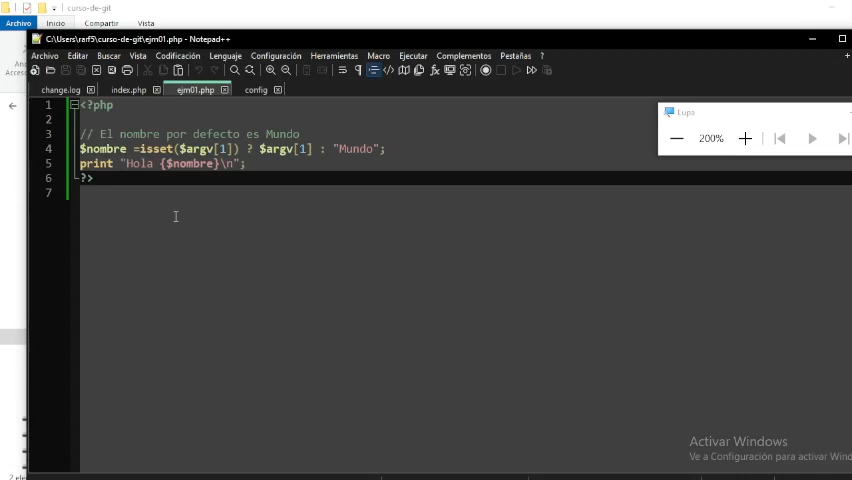 curso-de-git
Archivo Inicio Compartir Vista
C:\Users\rarf5\curso-de-git\ejm01.php - Notepad++
Archivo Editar Buscar Vista Codificación Lenguaje Configuración Herramientas Macro Ejecutar Complementos Pestañas ?
change.log index.php ejm01.php config
1 <?php
2
3 // El nombre por defecto es Mundo
4 $nombre =isset($argv[1]) ? $argv[1] : "Mundo";
5 print "Hola {$nombre}\n";
6 ?>
7
Lupa
200%
Activar Windows
Ve a Configuración para activar Win